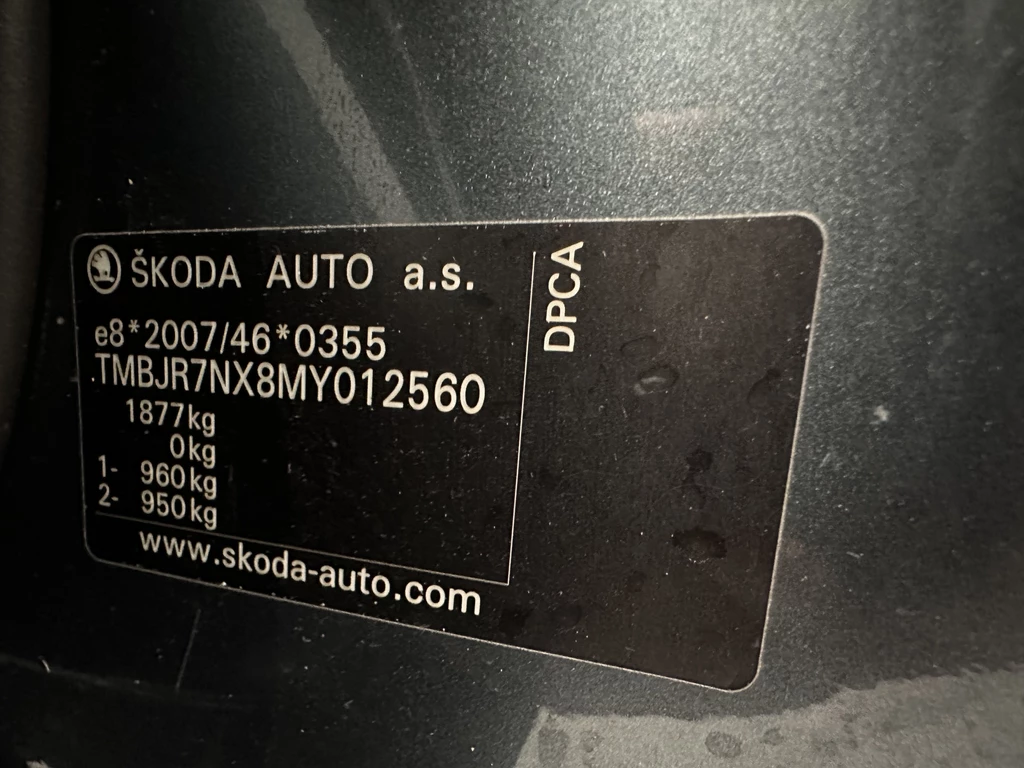 ŠKODA AUTO a.s.
e8*2007/46*0355
TMBJR7NX8MY012560
1877kg
0kg
1- 960kg
2- 950kg
www.skoda-auto.com
DPCA